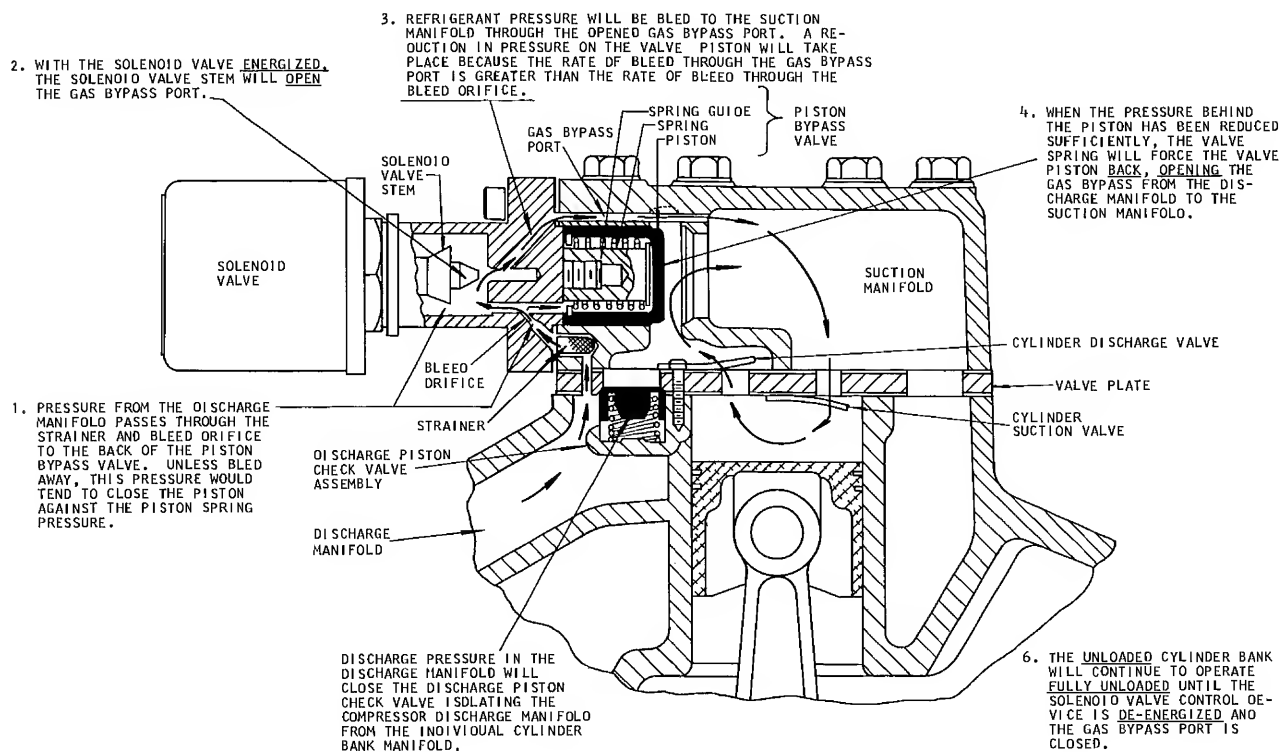 3. REFRIGERANT PRESSURE WILL BE BLED TO THE SUCTION
MANIFOLD THROUGH THE OPENED GAS BYPASS PORT. A RE-
DUCTION IN PRESSURE ON THE VALVE PISTON WILL TAKE
PLACE BECAUSE THE RATE OF BLEED THROUGH THE GAS BYPASS
PORT IS GREATER THAN THE RATE OF BLEED THROUGH THE
BLEED ORIFICE.
2. WITH THE SOLENOID VALVE ENERGIZED,
THE SOLENOID VALVE STEM WILL OPEN
THE GAS BYPASS PORT.
SPRING GUIDE
SPRING
PISTON
PISTON
BYPASS
VALVE
GAS BYPASS
PORT
4. WHEN THE PRESSURE BEHIND
THE PISTON HAS BEEN REDUCED
SUFFICIENTLY, THE VALVE
SPRING WILL FORCE THE VALVE
PISTON BACK, OPENING THE
GAS BYPASS FROM THE DIS-
CHARGE MANIFOLD TO THE
SUCTION MANIFOLD.
SOLENOID
VALVE
STEM
SOLENOID
VALVE
SUCTION
MANIFOLD
CYLINDER DISCHARGE VALVE
BLEED
ORIFICE
VALVE PLATE
1. PRESSURE FROM THE DISCHARGE
MANIFOLD PASSES THROUGH THE
STRAINER AND BLEED ORIFICE
TO THE BACK OF THE PISTON
BYPASS VALVE. UNLESS BLED
AWAY, THIS PRESSURE WOULD
TEND TO CLOSE THE PISTON
AGAINST THE PISTON SPRING
PRESSURE.
STRAINER
CYLINDER
SUCTION VALVE
DISCHARGE PISTON
CHECK VALVE
ASSEMBLY
DISCHARGE
MANIFOLD
DISCHARGE PRESSURE IN THE
DISCHARGE MANIFOLD WILL
CLOSE THE DISCHARGE PISTON
CHECK VALVE ISOLATING THE
COMPRESSOR DISCHARGE MANIFOLD
FROM THE INDIVIDUAL CYLINDER
BANK MANIFOLD.
6. THE UNLOADED CYLINDER BANK
WILL CONTINUE TO OPERATE
FULLY UNLOADED UNTIL THE
SOLENOID VALVE CONTROL DE-
VICE IS DE-ENERGIZED AND
THE GAS BYPASS PORT IS
CLOSED.